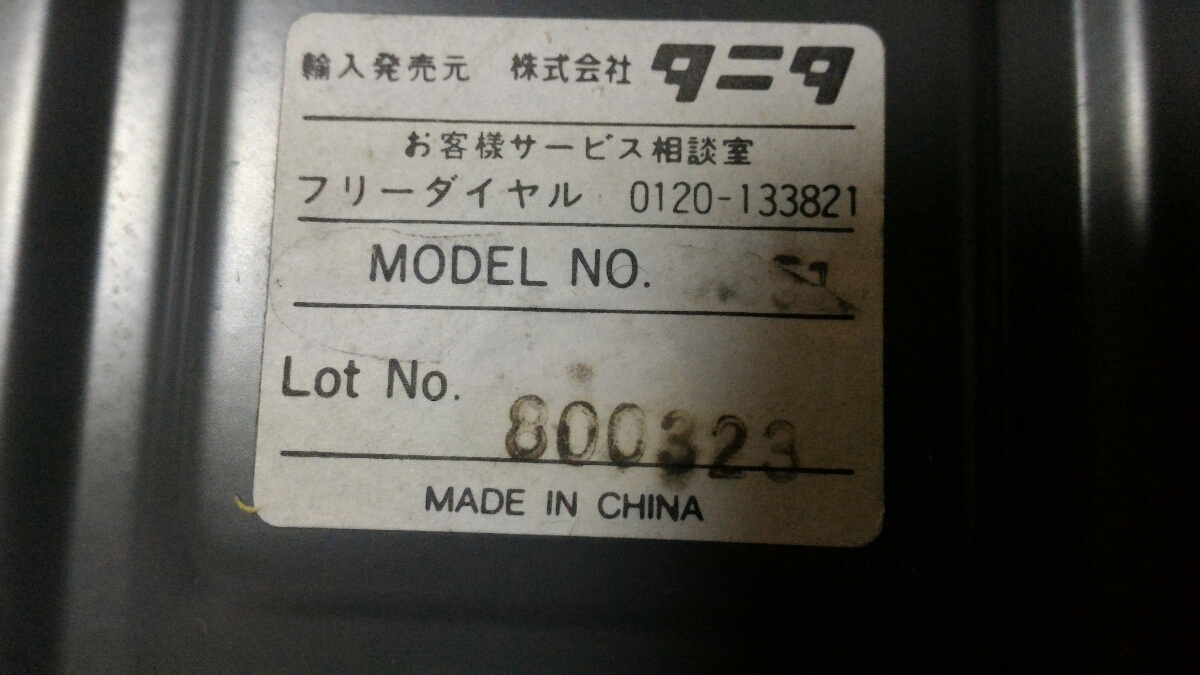 輸入発売元 株式会社 タニタ
お客様サービス相談室
フリーダイヤル 0120-133821
MODEL NO.
Lot No. 800323
MADE IN CHINA